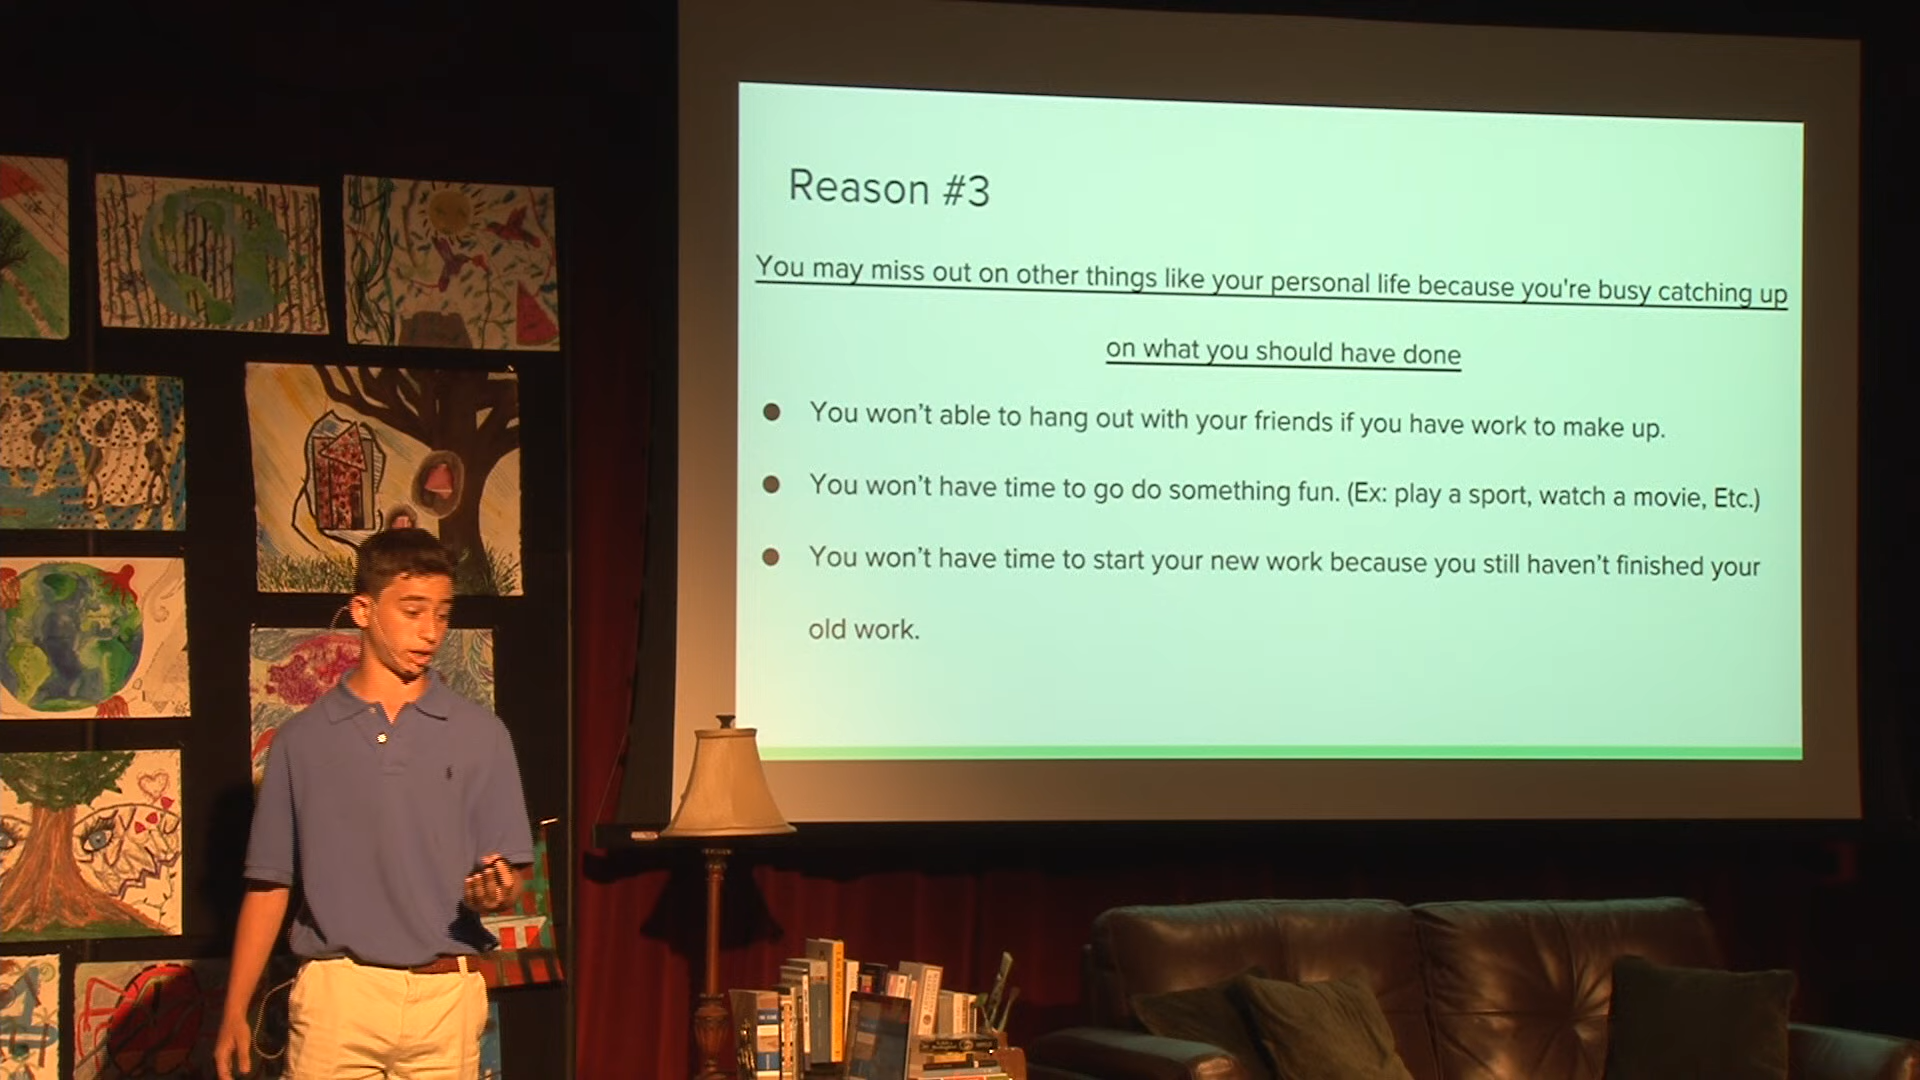 Reason #3
You may miss out on other things like your personal life because you're busy catching up
on what you should have done
● You won't able to hang out with your friends if you have work to make up.
● You won't have time to go do something fun. (Ex: play a sport, watch a movie, Etc.)
● You won't have time to start your new work because you still haven't finished your
old work.